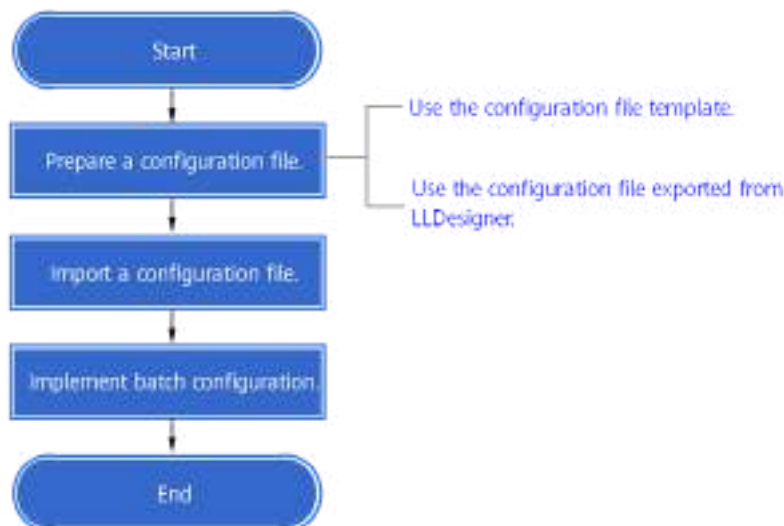 Start
Prepare a configuration file.
Use the configuration file template.
Use the configuration file exported from
LLDesigner.
Import a configuration file.
Implement batch configuration.
End